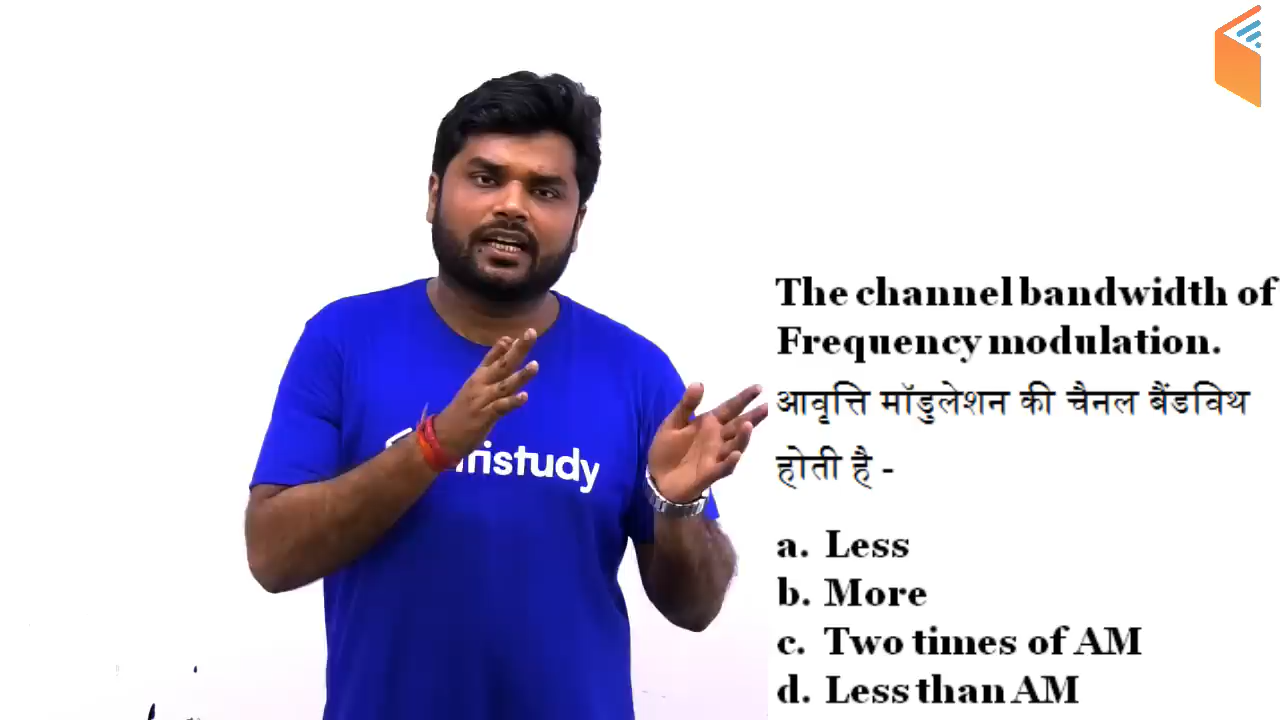 istudy
The channel bandwidth of
Frequency modulation.
आवृत्ति मॉडुलेशन की चैनल बैंडविथ
होती है -
a. Less
b. More
c. Two times of AM
d. Less than AM